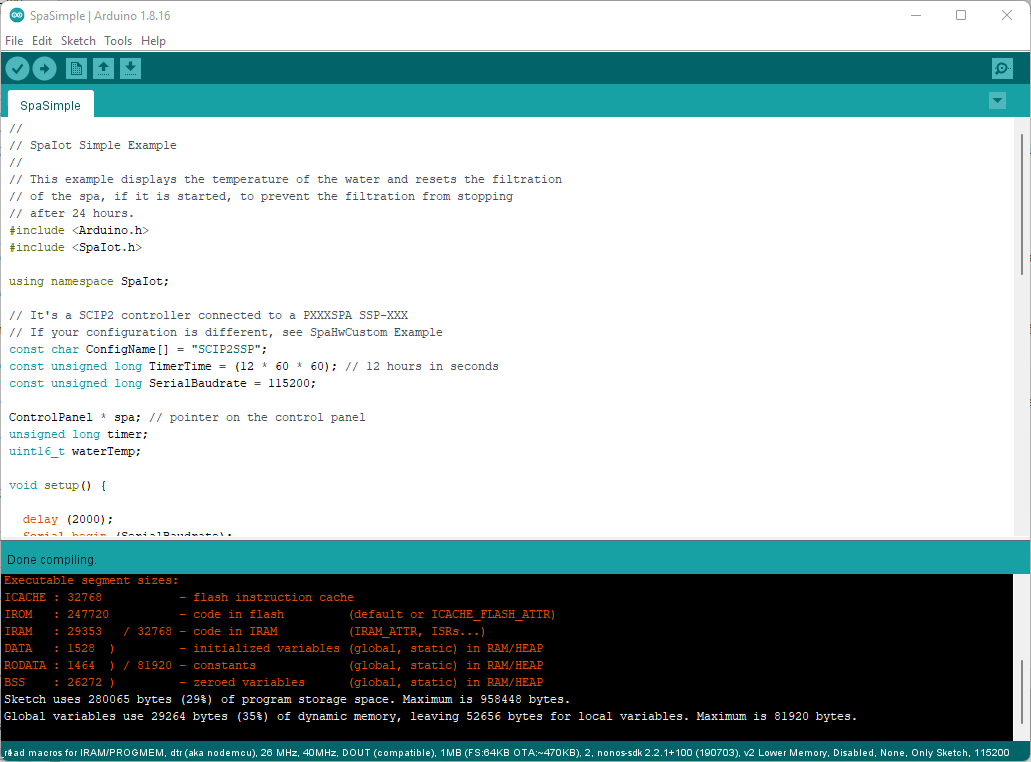 SpaSimple | Arduino 1.8.16
File Edit Sketch Tools Help
SpaSimple
//
// SpaIot Simple Example
//
// This example displays the temperature of the water and resets the filtration
// of the spa, if it is started, to prevent the filtration from stopping
// after 24 hours.
#include <Arduino.h>
#include <SpaIot.h>
using namespace SpaIot;
// It's a SCIP2 controller connected to a PXXXSPA SSP-XXX
// If your configuration is different, see SpaHwCustom Example
const char ConfigName[] = "SCIP2SSP";
const unsigned long TimerTime = (12 * 60 * 60); // 12 hours in seconds
const unsigned long SerialBaudrate = 115200;
ControlPanel * spa; // pointer on the control panel
unsigned long timer;
uint16_t waterTemp;
void setup() {
delay (2000);
Serial.begin (SerialBaudrate);
Done compiling.
Executable segment sizes:
ICACHE : 32768 - flash instruction cache
IROM : 247720 - code in flash (default or ICACHE_FLASH_ATTR)
IRAM : 29353 / 32768 - code in IRAM (IRAM_ATTR, ISRs...)
DATA : 1528 ) - initialized variables (global, static) in RAM/HEAP
RODATA : 1464 ) / 81920 - constants (global, static) in RAM/HEAP
BSS : 26272 ) - zeroed variables (global, static) in RAM/HEAP
Sketch uses 280065 bytes (29%) of program storage space. Maximum is 958448 bytes.
Global variables use 29264 bytes (35%) of dynamic memory, leaving 52656 bytes for local variables. Maximum is 81920 bytes.
macros for IRAM/PROGMEM, dtr (aka nodemcu), 26 MHz, 40MHz, DOUT (compatible), 1MB (FS:64KB OTA:~470KB), 2, nonos-sdk 2.2.1+100 (190703), v2 Lower Memory, Disabled, None, Only Sketch, 115200